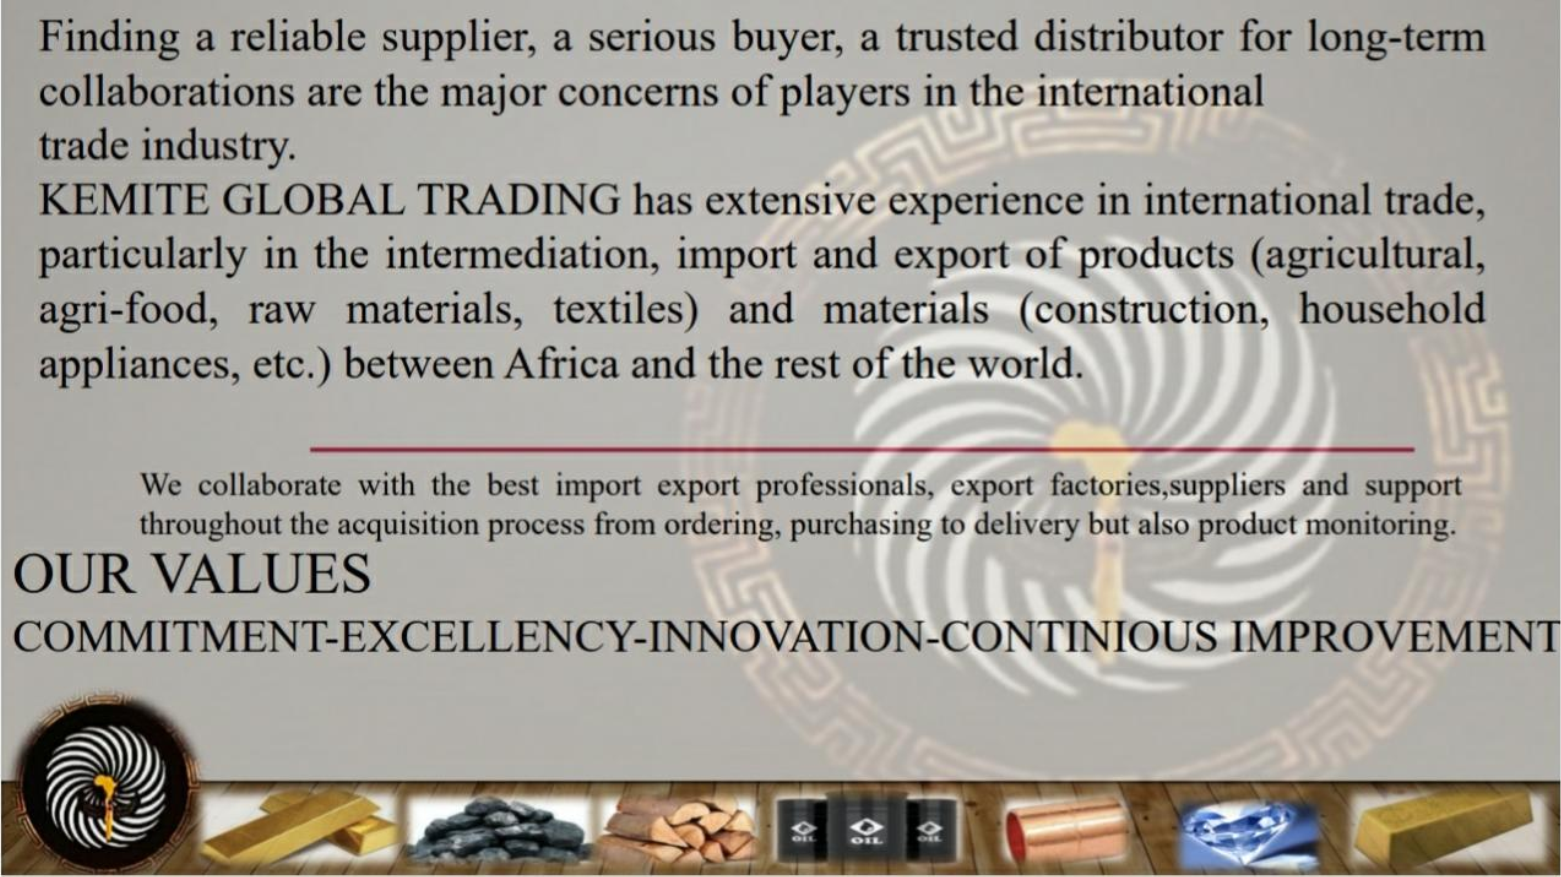 Finding a reliable supplier, a serious buyer, a trusted distributor for long-term
collaborations are the major concerns of players in the international
trade industry.
KEMITE GLOBAL TRADING has extensive experience in international trade,
particularly in the intermediation, import and export of products (agricultural,
agri-food, raw materials, textiles) and materials (construction, household
appliances, etc.) between Africa and the rest of the world.
We collaborate with the best import export professionals, export factories,suppliers and support
throughout the acquisition process from ordering, purchasing to delivery but also product monitoring.
OUR VALUES
COMMITMENT-EXCELLENCY-INNOVATION-CONTINIOUS IMPROVEMENT
OIL OIL OIL